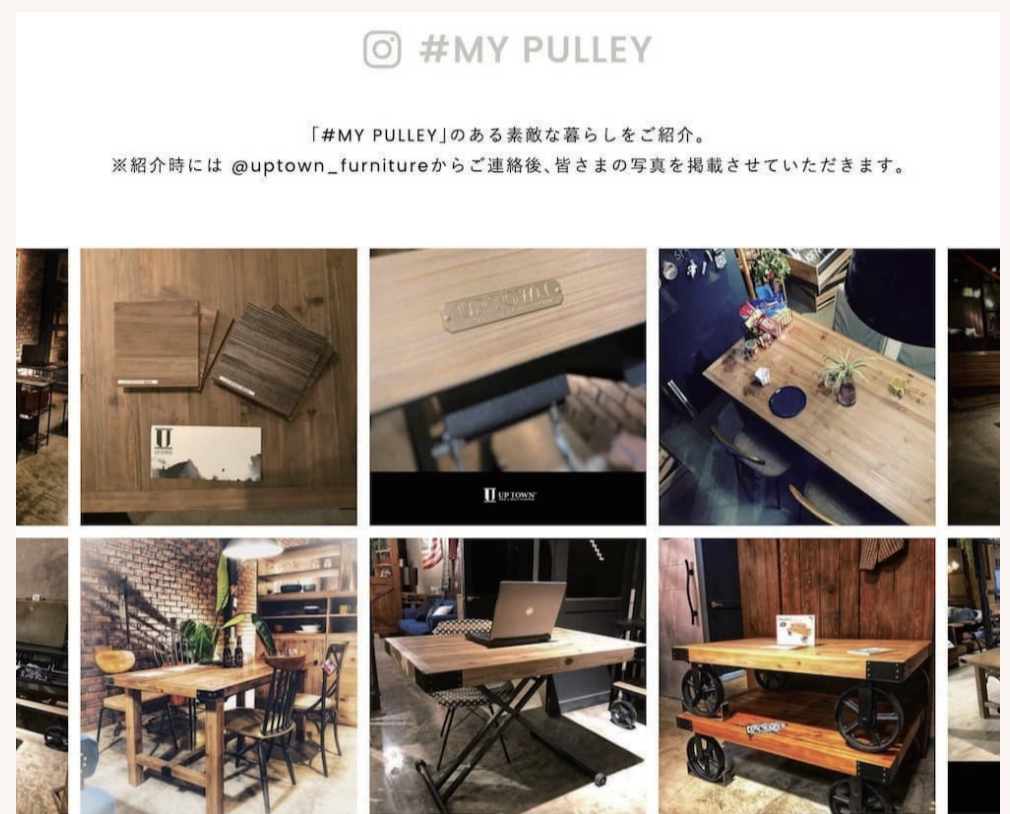 #MY PULLEY
「#MY PULLEY」のある素敵な暮らしをご紹介。
※紹介時には @uptown_furnitureからご連絡後、皆さまの写真を掲載させていただきます。
UPTOWN
UP TOWN